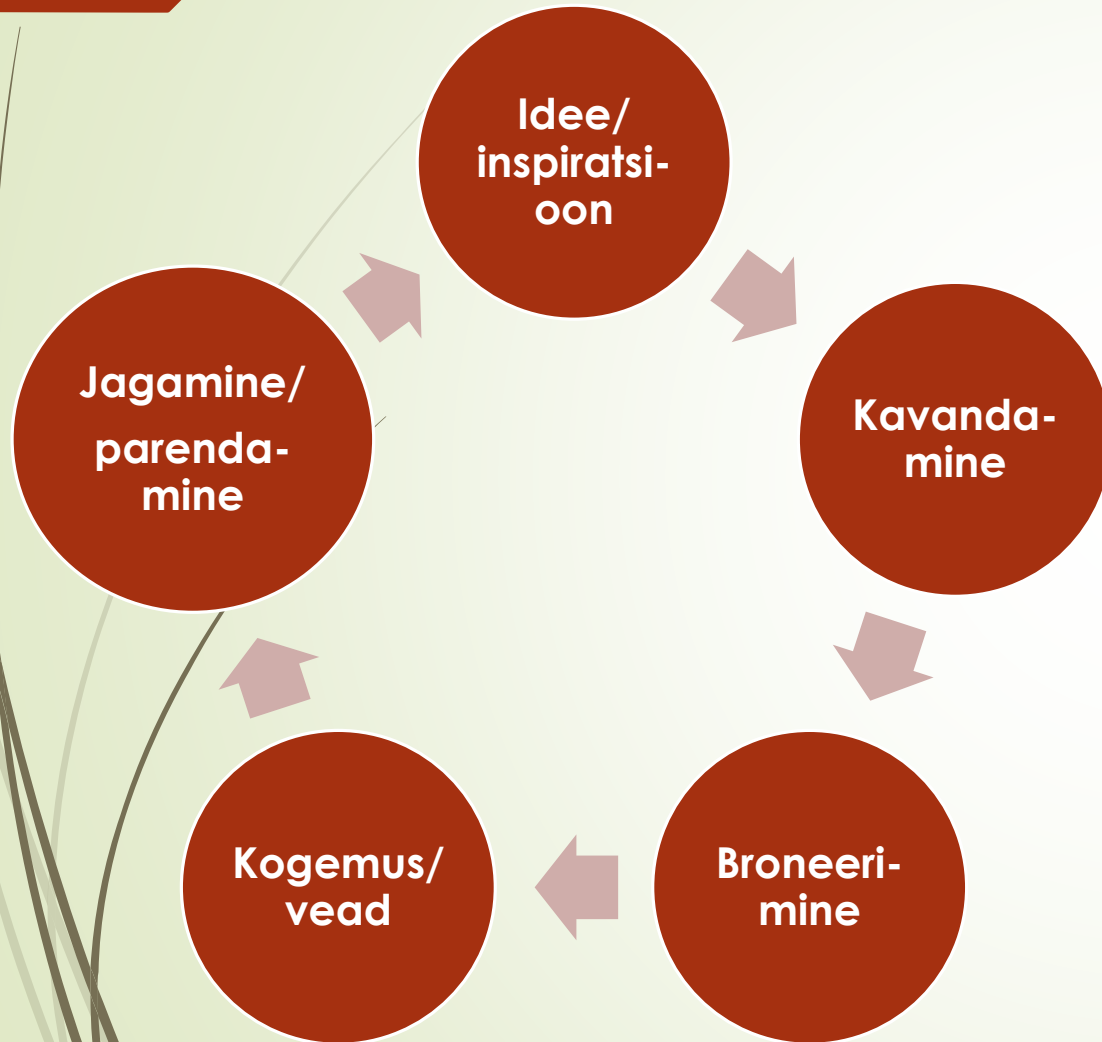 Idee/
inspiratsi-
oon
Kavanda-
mine
Broneeri-
mine
Kogemus/
vead
Jagamine/
parenda-
mine